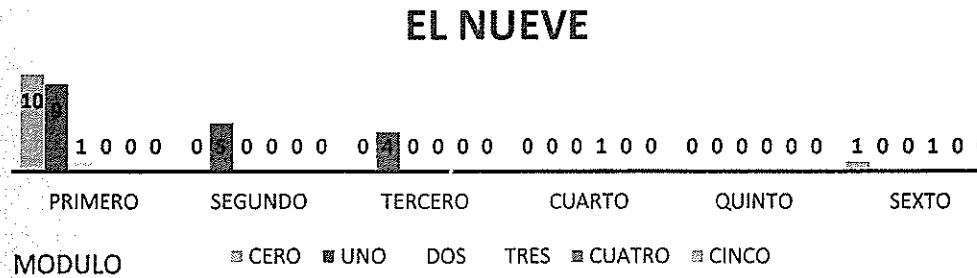 EL NUEVE
10 9 1 0 0 0 0 5 0 0 0 0 0 4 0 0 0 0 0 0 0 1 0 0 0 0 0 0 0 0 1 0 0 1 0
PRIMERO SEGUNDO TERCERO CUARTO QUINTO SEXTO
MODULO CERO UNO DOS TRES CUATRO CINCO